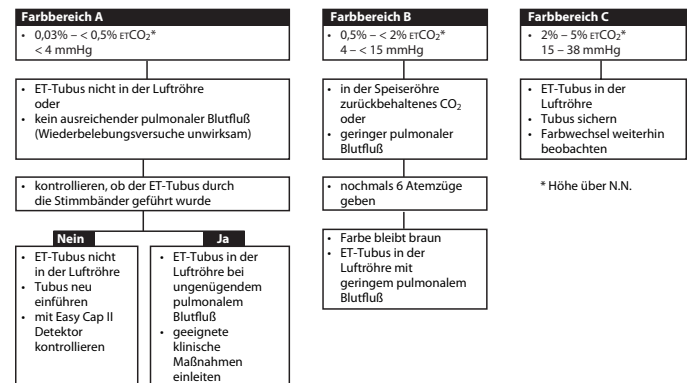 Farbbereich A
• 0,03% – < 0,5% ETCO₂*
< 4 mmHg
• ET-Tubus nicht in der Luftröhre
oder
• kein ausreichender pulmonaler Blutfluß
(Wiederbelebungsversuche unwirksam)
• kontrollieren, ob der ET-Tubus durch
die Stimmbänder geführt wurde
Nein
• ET-Tubus nicht
in der Luftröhre
• Tubus neu
einführen
• mit Easy Cap II
Detektor
kontrollieren
Ja
• ET-Tubus in der
Luftröhre bei
ungenügendem
pulmonalem
Blutfluß
• geeignete
klinische
Maßnahmen
einleiten
Farbbereich B
• 0,5% – < 2% ETCO₂*
4 – < 15 mmHg
• in der Speiseröhre
zurückbehaltenes CO₂
oder
• geringer pulmonaler
Blutfluß
• nochmals 6 Atemzüge
geben
• Farbe bleibt braun
• ET-Tubus in der
Luftröhre mit
geringem pulmonalem
Blutfluß
Farbbereich C
• 2% – 5% ETCO₂*
15 – 38 mmHg
• ET-Tubus in der
Luftröhre
• Tubus sichern
• Farbwechsel weiterhin
beobachten
* Höhe über N.N.